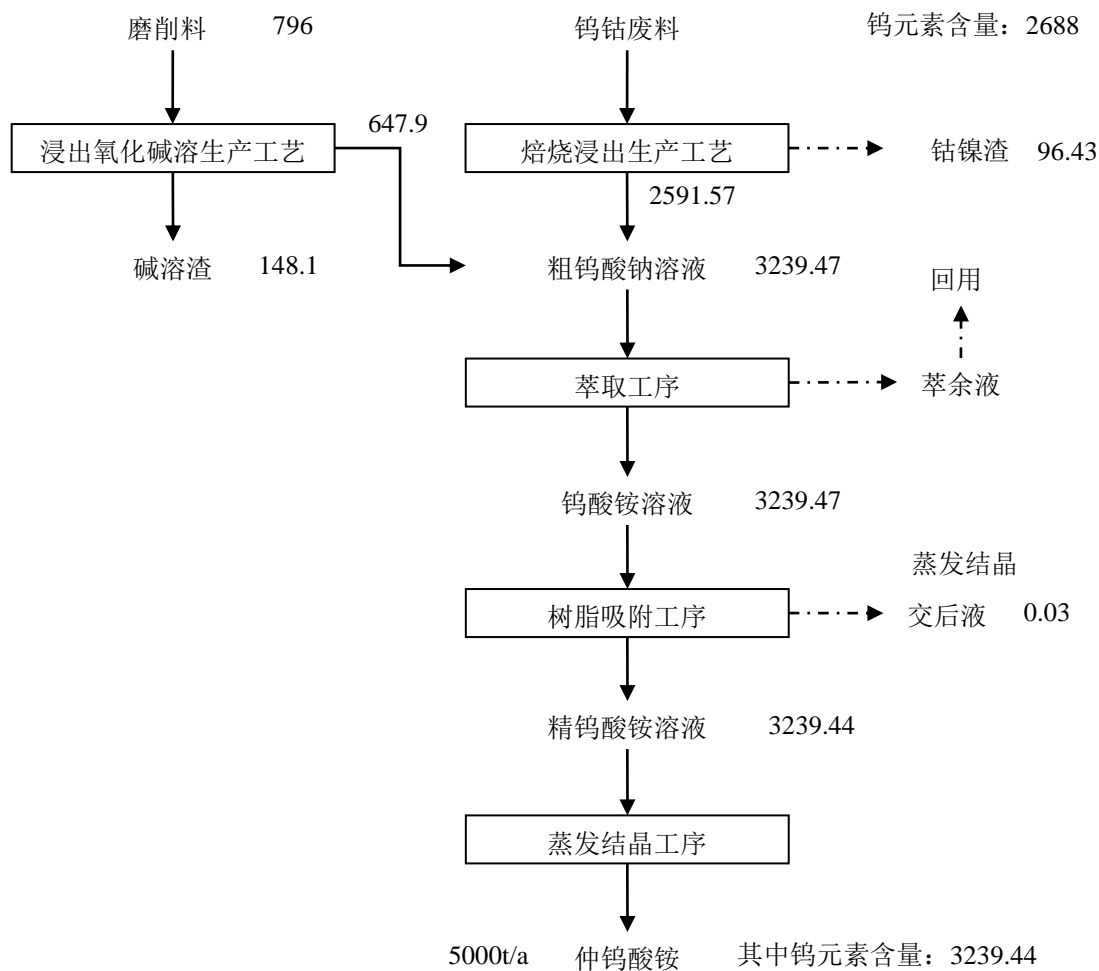 磨削料 796 钨钴废料 钨元素含量：2688
647.9
浸出氧化碱溶生产工艺 焙烧浸出生产工艺 钴镍渣 96.43
2591.57
碱溶渣 148.1 粗钨酸钠溶液 3239.47
回用
萃取工序 萃余液
钨酸铵溶液 3239.47
蒸发结晶
树脂吸附工序 交后液 0.03
精钨酸铵溶液 3239.44
蒸发结晶工序
5000t/a 仲钨酸铵 其中钨元素含量：3239.44